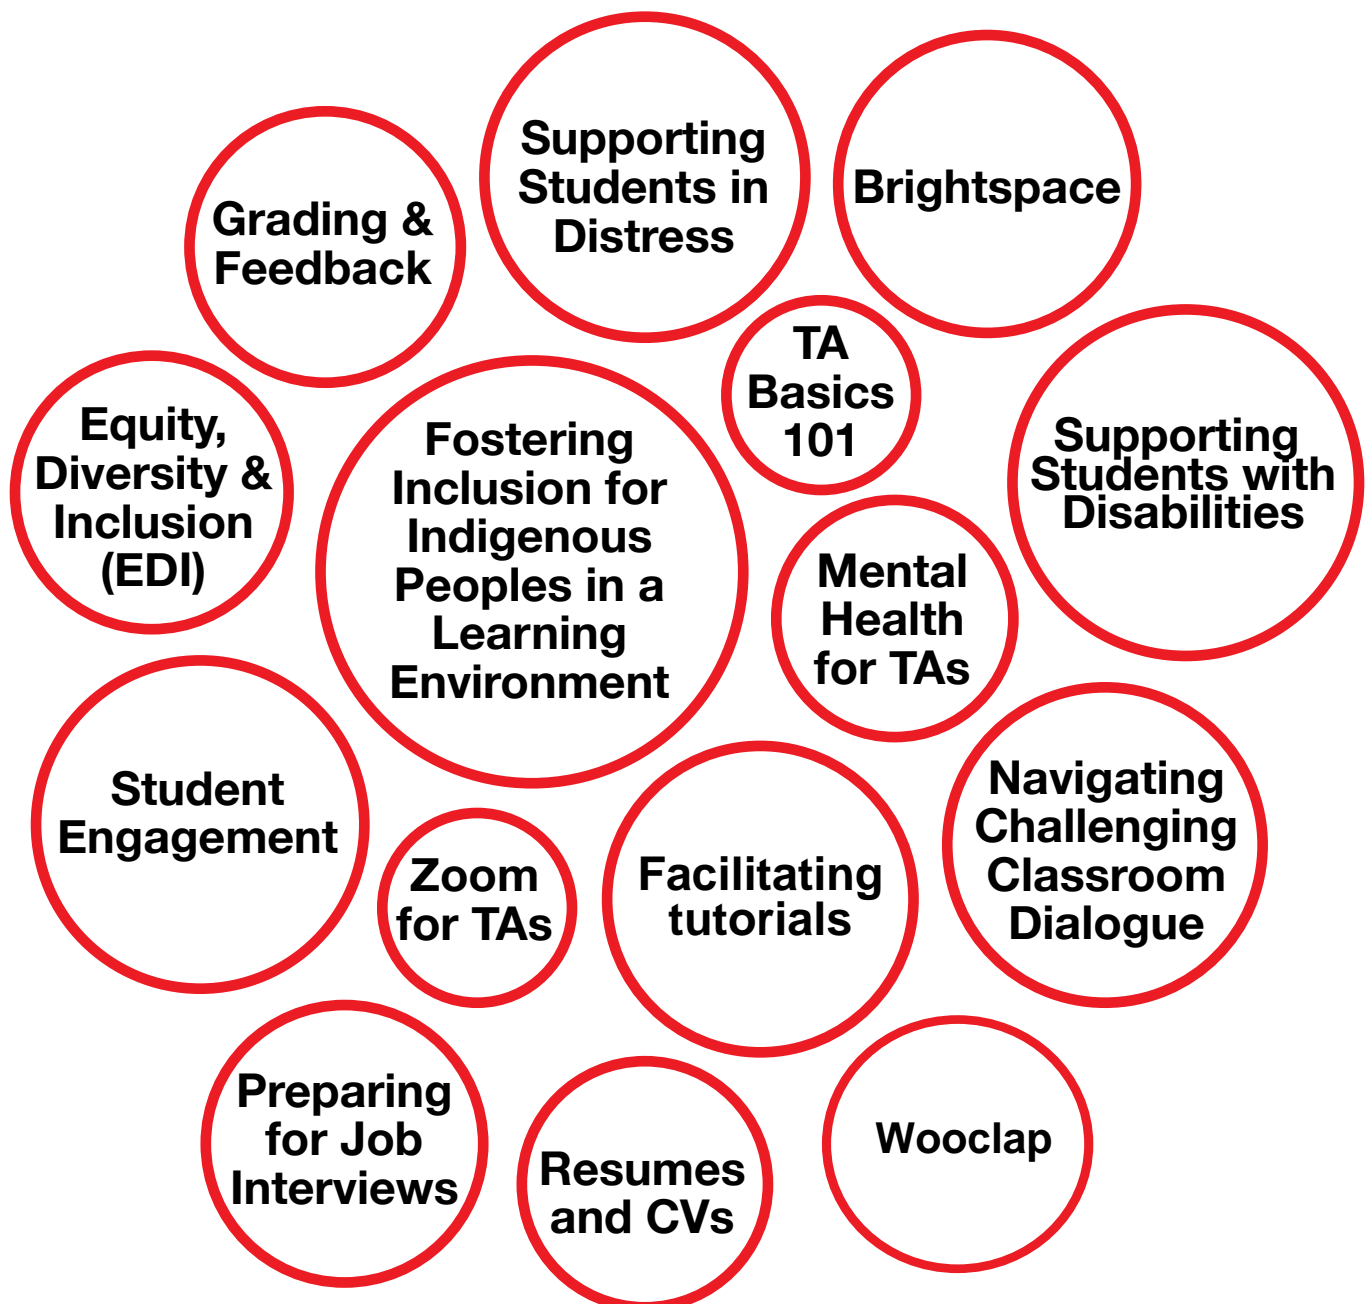 Supporting
Students in
Distress
Brightspace
Grading &
Feedback
TA
Basics
101
Equity,
Diversity &
Inclusion
(EDI)
Fostering
Inclusion for
Indigenous
Peoples in a
Learning
Environment
Supporting
Students with
Disabilities
Mental
Health
for TAs
Student
Engagement
Zoom
for TAs
Facilitating
tutorials
Navigating
Challenging
Classroom
Dialogue
Preparing
for Job
Interviews
Resumes
and CVs
Wooclap